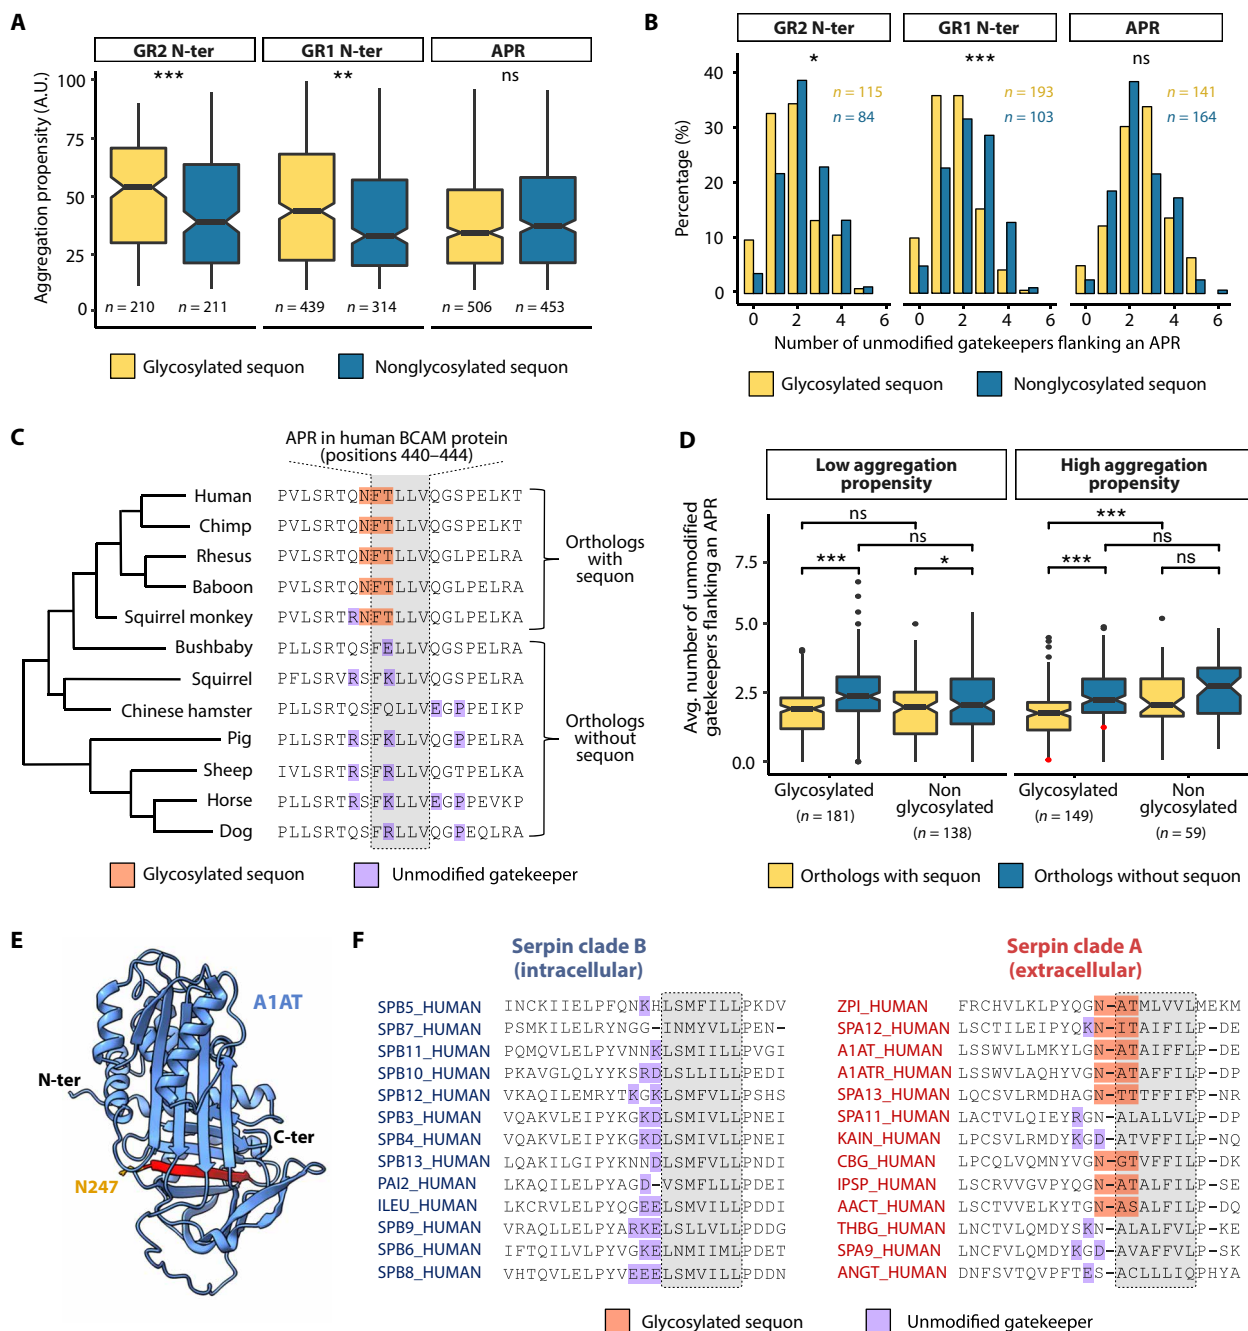 A
GR2 N-ter
GR1 N-ter
APR
***
**
ns
Aggregation propensity (A.U.)
100
75
50
25
0
n = 210
n = 211
n = 439
n = 314
n = 506
n = 453
Glycosylated sequon
Nonglycosylated sequon
B
GR2 N-ter
GR1 N-ter
APR
*
***
ns
n = 115
n = 84
n = 193
n = 103
n = 141
n = 164
Percentage (%)
40
30
20
10
0
0 2 4 6
0 2 4 6
0 2 4 6
Number of unmodified gatekeepers flanking an APR
Glycosylated sequon
Nonglycosylated sequon
C
APR in human BCAM protein
(positions 440–444)
Human PVLSRTQNFTLLVQGSPELKT
Chimp PVLSRTQNFTLLVQGSPELKT
Rhesus PVLSRTQNFTLLVQGLPELRA
Baboon PVLSRTQNFTLLVQGLPELRA
Squirrel monkey PVLSRTRNFTLLVQGLPELKA
Bushbaby PLLSRTQSFELLVQGSPELRA
Squirrel PFLSRVRSFKLLVQGSPELRA
Chinese hamster PLLSRTQSFQLLVEGPPEIKP
Pig PLLSRTRSFKLLVQGPPELRA
Sheep IVLSRTRSFRLLVQGTPELKA
Horse PLLSRTRSFKLLVEGPPEVKP
Dog PLLSRTQSFRLLVQGPEQLRA
Orthologs
with
sequon
Orthologs
without
sequon
Glycosylated sequon
Unmodified gatekeeper
D
Low aggregation
propensity
High aggregation
propensity
Avg. number of unmodified
gatekeepers flanking an APR
7.5
5.0
2.5
0.0
ns
ns
***
*
***
ns
***
ns
Glycosylated
(n = 181)
Non
glycosylated
(n = 138)
Glycosylated
(n = 149)
Non
glycosylated
(n = 59)
Orthologs with sequon
Orthologs without sequon
E
A1AT
N-ter
C-ter
N247
F
Serpin clade B
(intracellular)
SPB5_HUMAN INCKIIELPFQNKHLSMFILLPKDV
SPB7_HUMAN PSMKILELRYNGG-INMYVLLPEN-
SPB11_HUMAN PQMQVLELPYVNNKLSMIILLPVGI
SPB10_HUMAN PKAVGLQLYYKSRDLSLLILLPEDI
SPB12_HUMAN VKAQILEMRYTKGKLSMFVLLPSHS
SPB3_HUMAN VQAKVLEIPYKGKDLSMIVLLPNEI
SPB4_HUMAN VQAKVLEIPYKGKDLSMIVLLPNEI
SPB13_HUMAN LQAKILGIPYKNNDLSMFVLLPNDI
PAI2_HUMAN LKAQILELPYAGD-VSMFLLLPDEI
ILEU_HUMAN LKCRVLELPYQGEELSMVILLPDDI
SPB9_HUMAN VRAQLLELPYARKELSLLVLLPDDG
SPB6_HUMAN IFTQILVLPYVGKELNMIIMLPDET
SPB8_HUMAN VHTQVLELPYVEEELSMVILLPDDN
Serpin clade A
(extracellular)
ZPI_HUMAN FRCHVLKLPYQGN-ATMLVVLMEKM
SPA12_HUMAN LSCTILEIPYQKN-ITAIFILP-DE
A1AT_HUMAN LSSWVLLMKYLGN-ATAIFFLP-DE
A1ATR_HUMAN LSSWVLAQHYVGN-ATAFFILP-DP
SPA13_HUMAN LQCSVLRMDHAGN-TTTFFIFP-NR
SPA11_HUMAN LACTVLQIEYRGN-ALALLVLP-DP
KAIN_HUMAN LPCSVLRMDYKGD-ATVFFILP-NQ
CBG_HUMAN LPCQLVQMNYVGN-GTVFFILP-DK
IPSP_HUMAN LSCRVVGVPYQGN-ATALFILP-SE
AACT_HUMAN LSCTVVELKYTGN-ASALFILP-DQ
THBG_HUMAN LNCTVLQMDYSKN-ALALFVLP-KE
SPA9_HUMAN LNCFVLQMDYKGD-AVAFFVLP-SK
ANGT_HUMAN DNFSVTQVPFTES-ACLLLIQPHYA
Glycosylated sequon
Unmodified gatekeeper